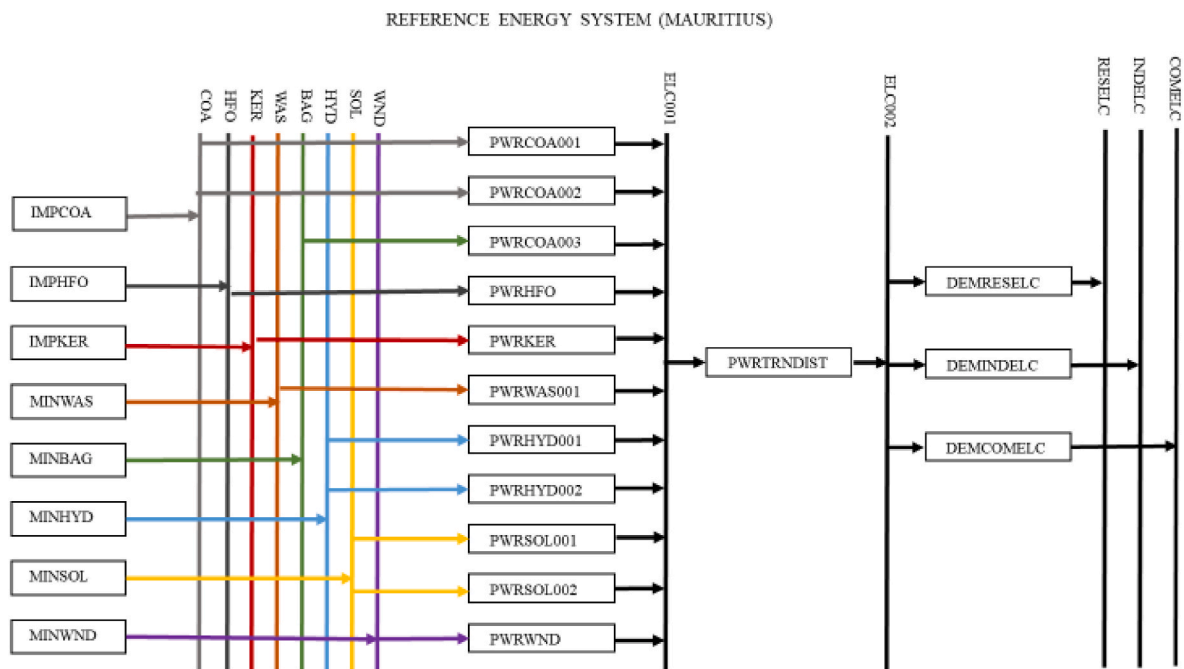 REFERENCE ENERGY SYSTEM (MAURITIUS)
COA
HFO
KER
WAS
BAG
HYD
SOL
WND
ELC001
ELC002
RESELC
INDELC
COMELC
IMPCOA
IMPHFO
IMPKER
MINWAS
MINBAG
MINHYD
MINSOL
MINWND
PWRCOA001
PWRCOA002
PWRCOA003
PWRHFO
PWRKER
PWRWAS001
PWRHYD001
PWRHYD002
PWRSOL001
PWRSOL002
PWRWND
PWRTRNDIST
DEMRESELC
DEMINDELC
DEMCOMELC